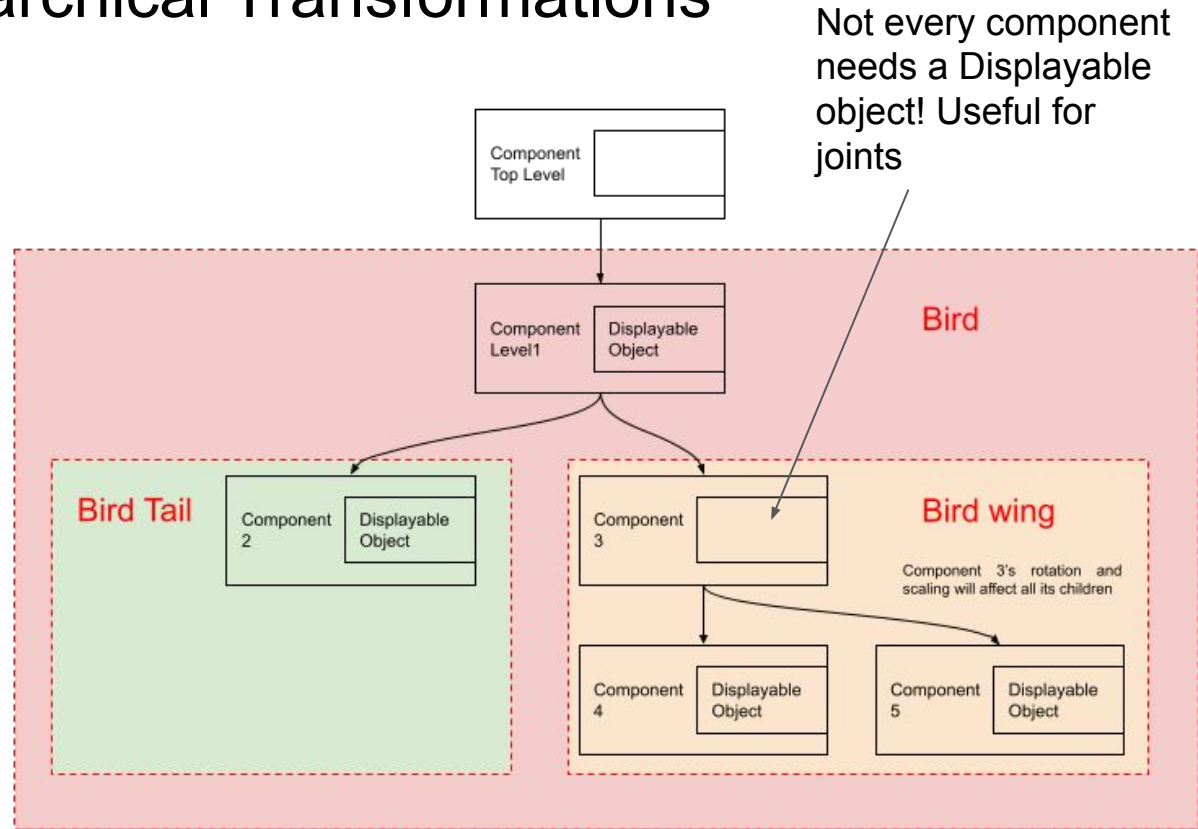 archical Transformations
Not every component
needs a Displayable
object! Useful for
joints
Component
Top Level
Component
Level1
Displayable
Object
Bird
Bird Tail
Component
2
Displayable
Object
Component
3
Bird wing
Component 3's rotation and
scaling will affect all its children
Component
4
Displayable
Object
Component
5
Displayable
Object